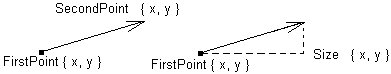 SecondPoint { x, y }
FirstPoint { x, y }
FirstPoint { x, y }
Size { x, y }